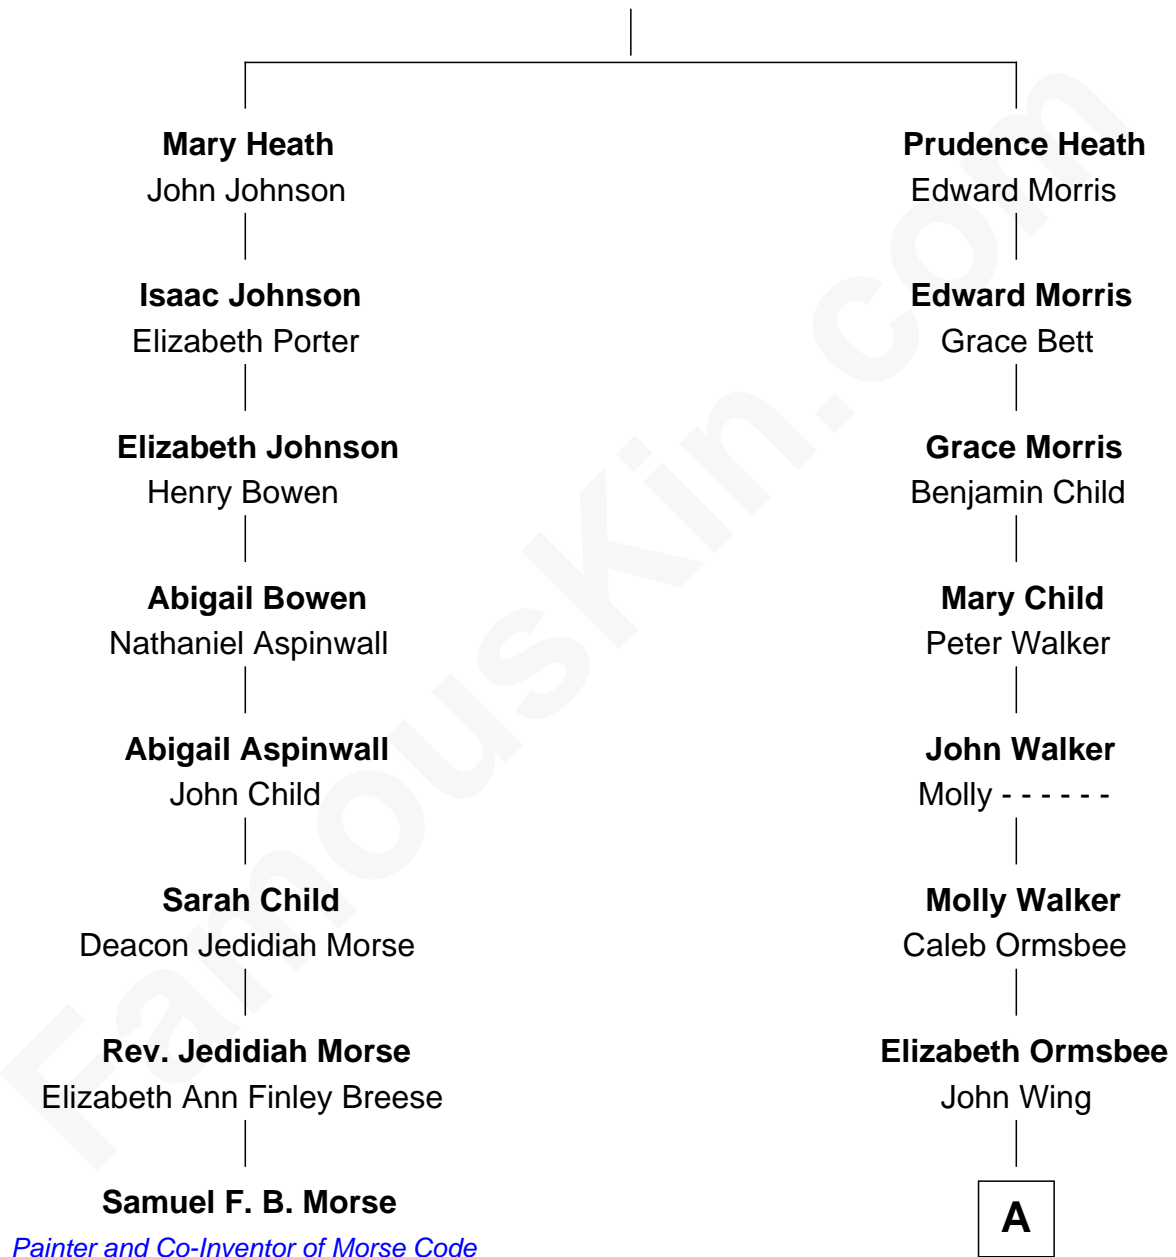 Mary Heath
John Johnson
Isaac Johnson
Elizabeth Porter
Elizabeth Johnson
Henry Bowen
Abigail Bowen
Nathaniel Aspinwall
Abigail Aspinwall
John Child
Sarah Child
Deacon Jedidiah Morse
Rev. Jedidiah Morse
Elizabeth Ann Finley Breese
Samuel F. B. Morse
Painter and Co-Inventor of Morse Code
Prudence Heath
Edward Morris
Edward Morris
Grace Bett
Grace Morris
Benjamin Child
Mary Child
Peter Walker
John Walker
Molly - - - - - -
Molly Walker
Caleb Ormsbee
Elizabeth Ormsbee
John Wing
A
FamousKin.com